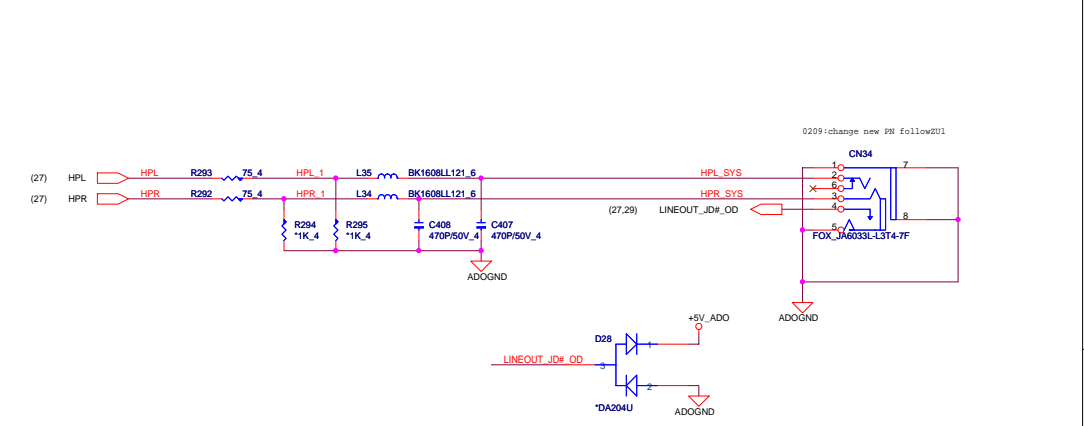 0209:change new PN followZU1
CN34
(27) HPL HPL R293 75_4 HPL_1 L35 BK1608LL121_6 HPL_SYS 1 2 7
(27) HPR HPR R292 75_4 HPR_1 L34 BK1608LL121_6 HPR_SYS 6 3
(27,29) LINEOUT_JD#_OD 4 8
R294 R295 C408 C407 5
*1K_4 *1K_4 470P/50V_4 470P/50V_4 FOX_JA6033L-L3T4-7F
ADOGND
ADOGND
+5V_ADO
D28
1
LINEOUT_JD#_OD 3
2
*DA204U
ADOGND